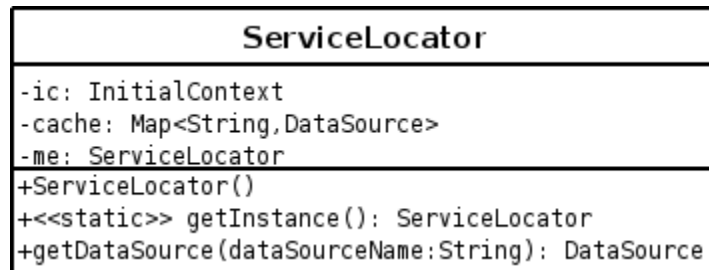 ServiceLocator
-ic: InitialContext
-cache: Map<String,DataSource>
-me: ServiceLocator
+ServiceLocator()
+<<static>> getInstance(): ServiceLocator
+getDataSource(dataSourceName:String): DataSource